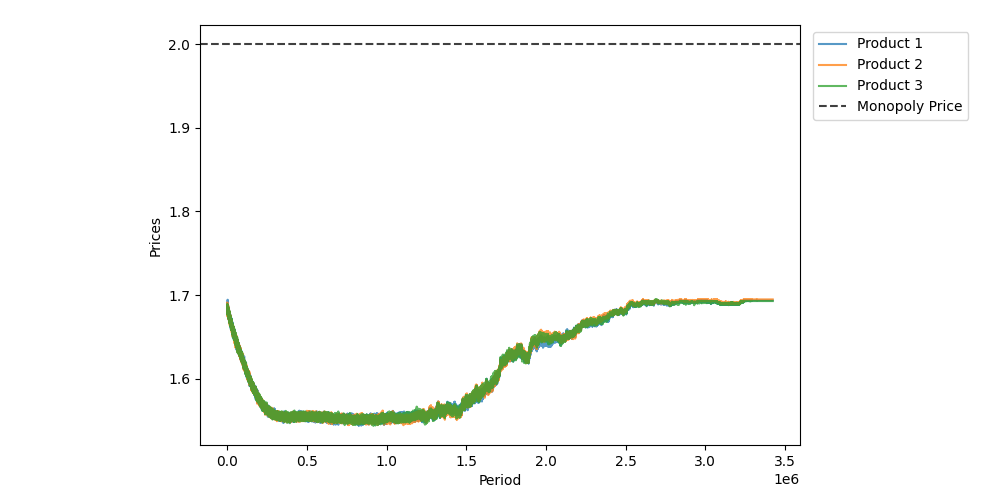 2.0
1.9
1.8
1.7
1.6
Prices
0.0 0.5 1.0 1.5 2.0 2.5 3.0 3.5
1e6
Period
Product 1
Product 2
Product 3
Monopoly Price